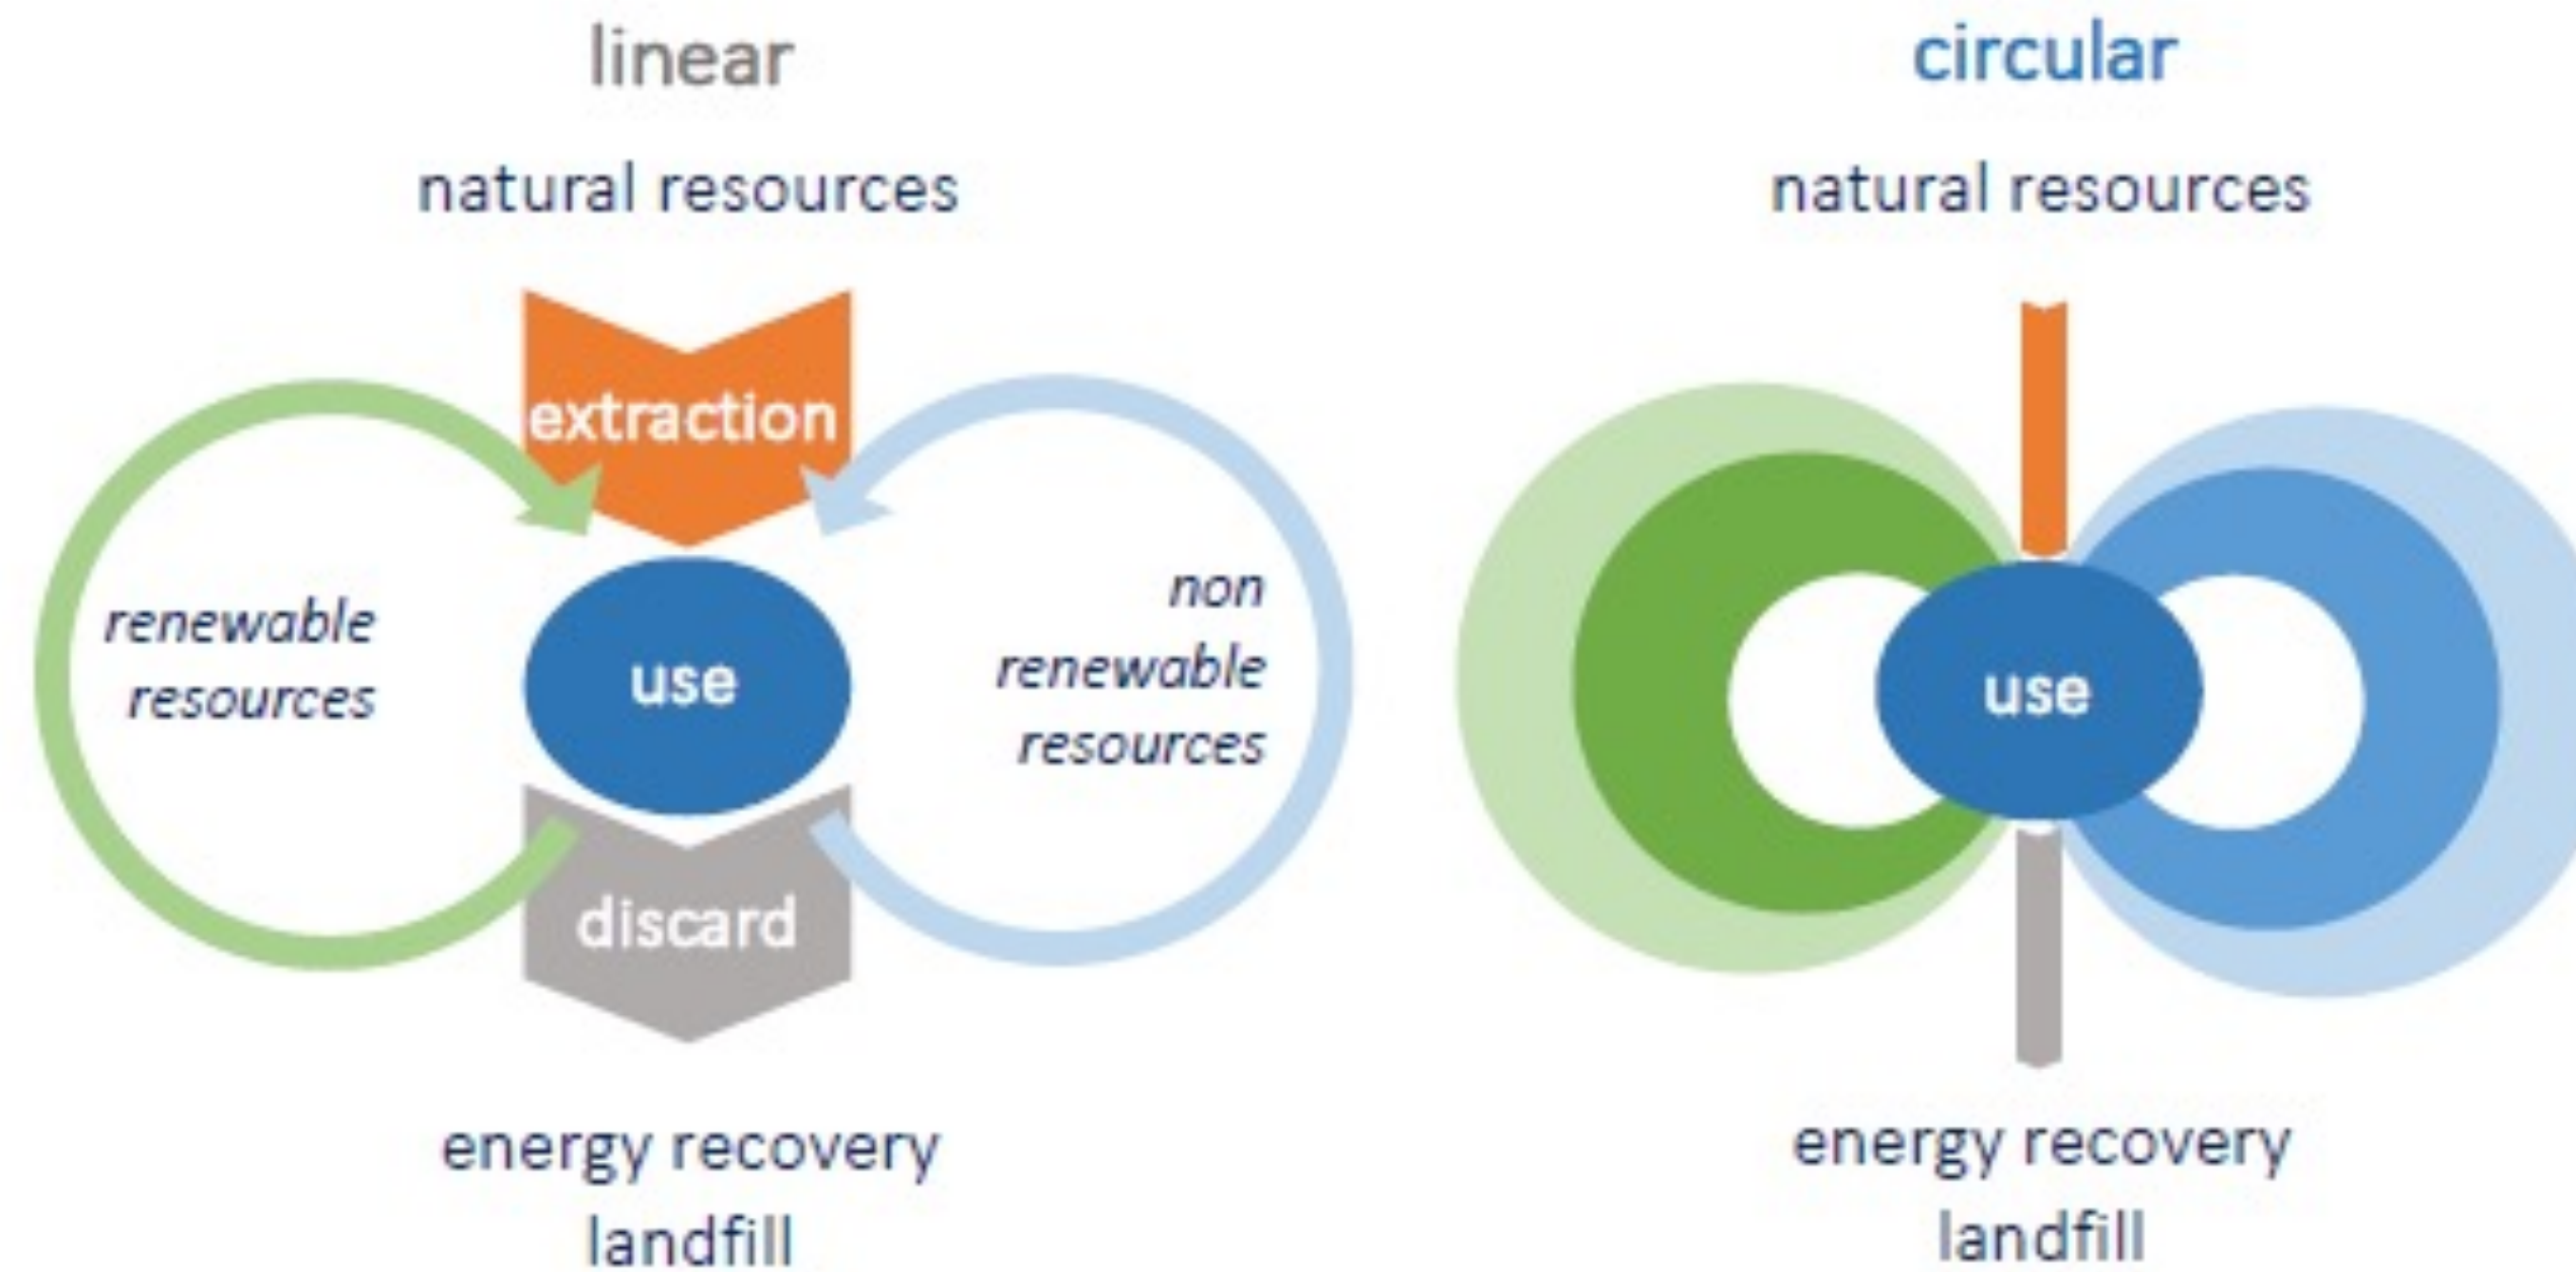 linear
natural resources
extraction
renewable
resources
use
non
renewable
resources
discard
energy recovery
landfill
circular
natural resources
use
energy recovery
landfill